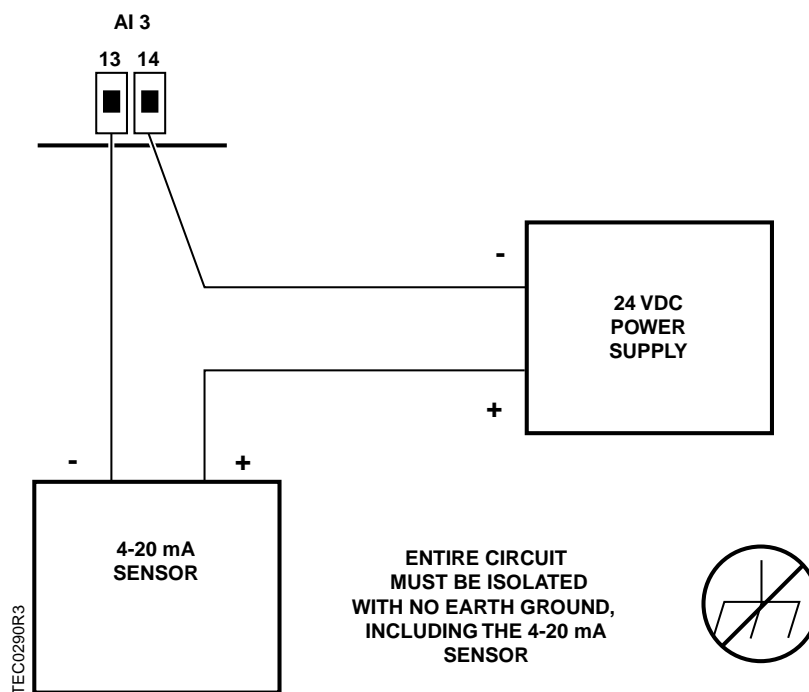 AI 3
13 14
-
24 VDC
POWER
SUPPLY
+
- +
4-20 mA
SENSOR
ENTIRE CIRCUIT
MUST BE ISOLATED
WITH NO EARTH GROUND,
INCLUDING THE 4-20 mA
SENSOR
TEC0290R3